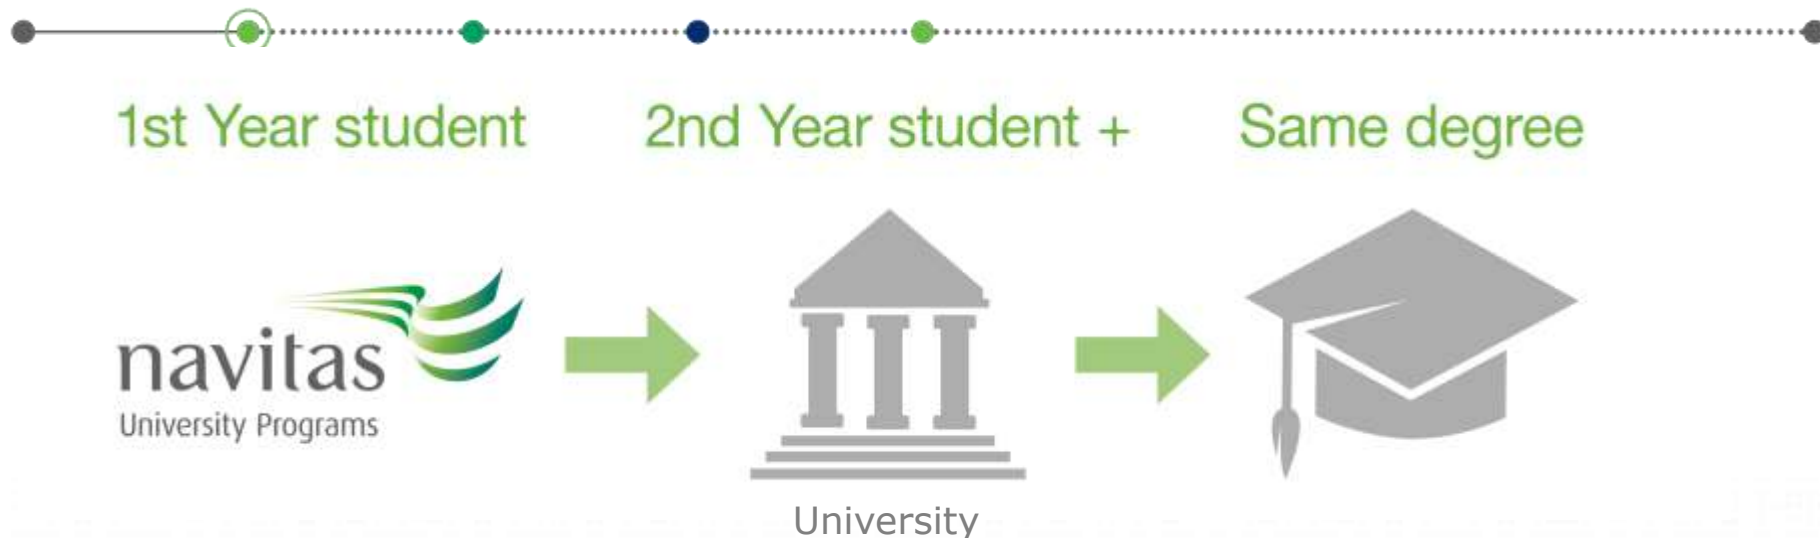 1st Year student
2nd Year student +
Same degree
navitas
University Programs
University